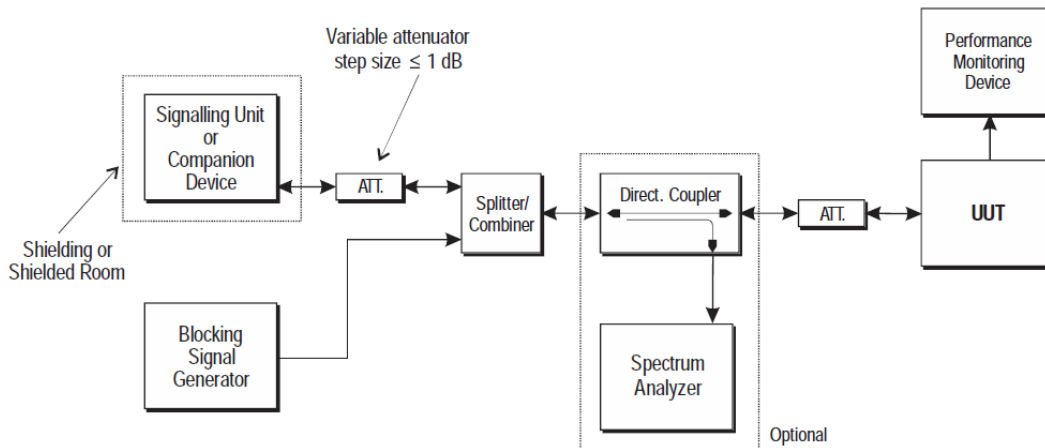 Variable attenuator
step size ≤ 1 dB
Performance
Monitoring
Device
Signalling Unit
or
Companion
Device
ATT.
Splitter/
Combiner
Direct. Coupler
ATT.
UUT
Shielding or
Shielded Room
Blocking
Signal
Generator
Spectrum
Analyzer
Optional